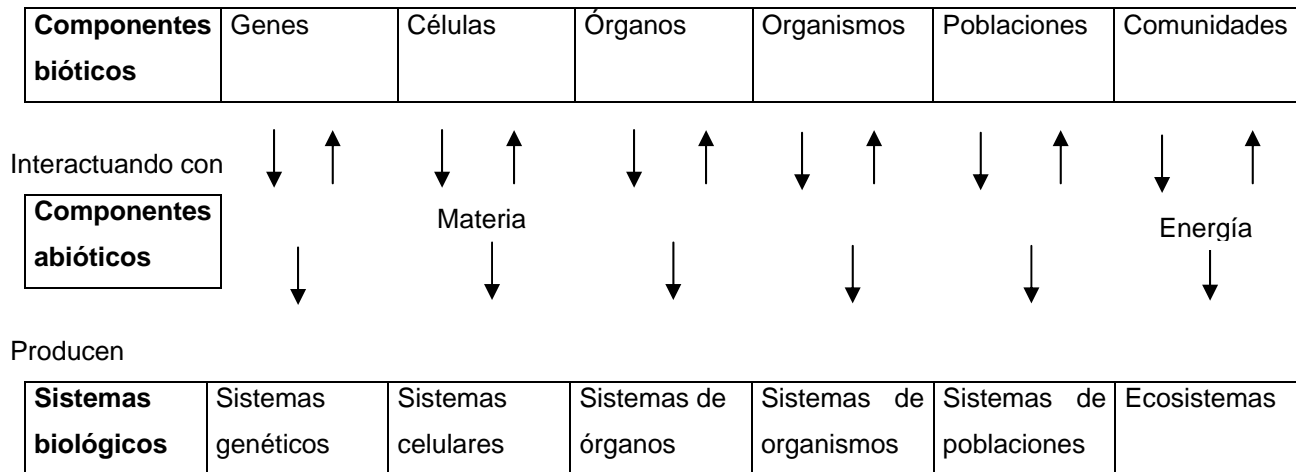 Componentes bióticos Genes Células Órganos Organismos Poblaciones Comunidades
Interactuando con
Componentes abióticos Materia Energía
Producen
Sistemas biológicos Sistemas genéticos Sistemas celulares Sistemas de órganos Sistemas de organismos Sistemas de poblaciones Ecosistemas